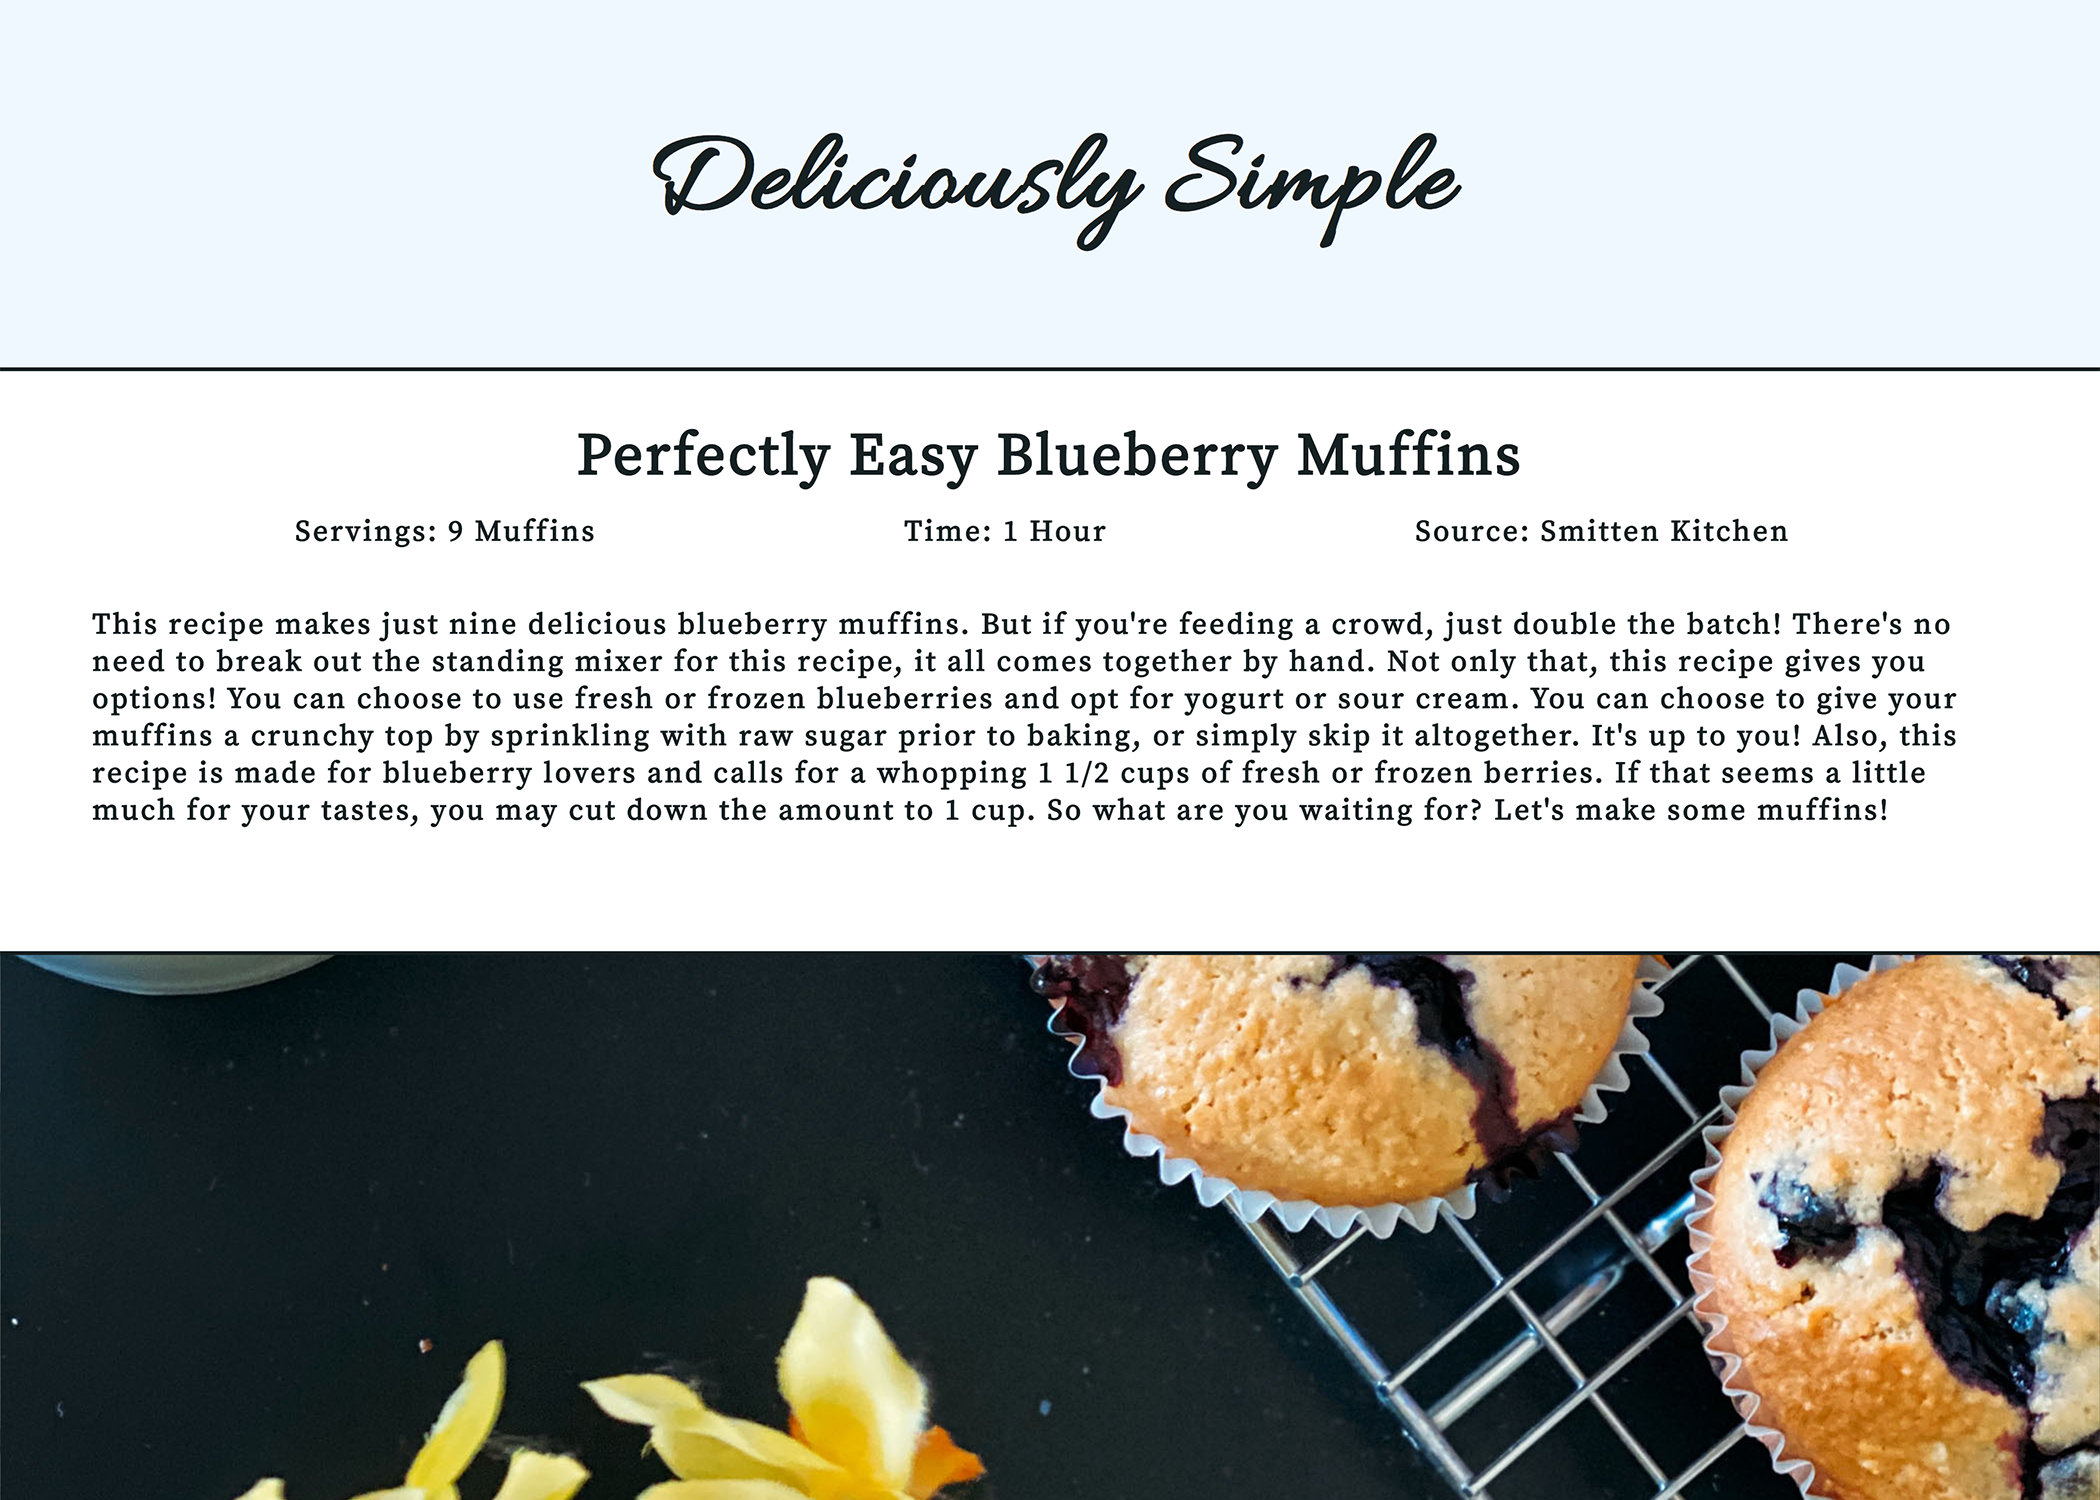 Deliciously Simple
Perfectly Easy Blueberry Muffins
Servings: 9 Muffins
Time: 1 Hour
Source: Smitten Kitchen
This recipe makes just nine delicious blueberry muffins. But if you're feeding a crowd, just double the batch! There's no
need to break out the standing mixer for this recipe, it all comes together by hand. Not only that, this recipe gives you
options! You can choose to use fresh or frozen blueberries and opt for yogurt or sour cream. You can choose to give your
muffins a crunchy top by sprinkling with raw sugar prior to baking, or simply skip it altogether. It's up to you! Also, this
recipe is made for blueberry lovers and calls for a whopping 1 1/2 cups of fresh or frozen berries. If that seems a little
much for your tastes, you may cut down the amount to 1 cup. So what are you waiting for? Let's make some muffins!